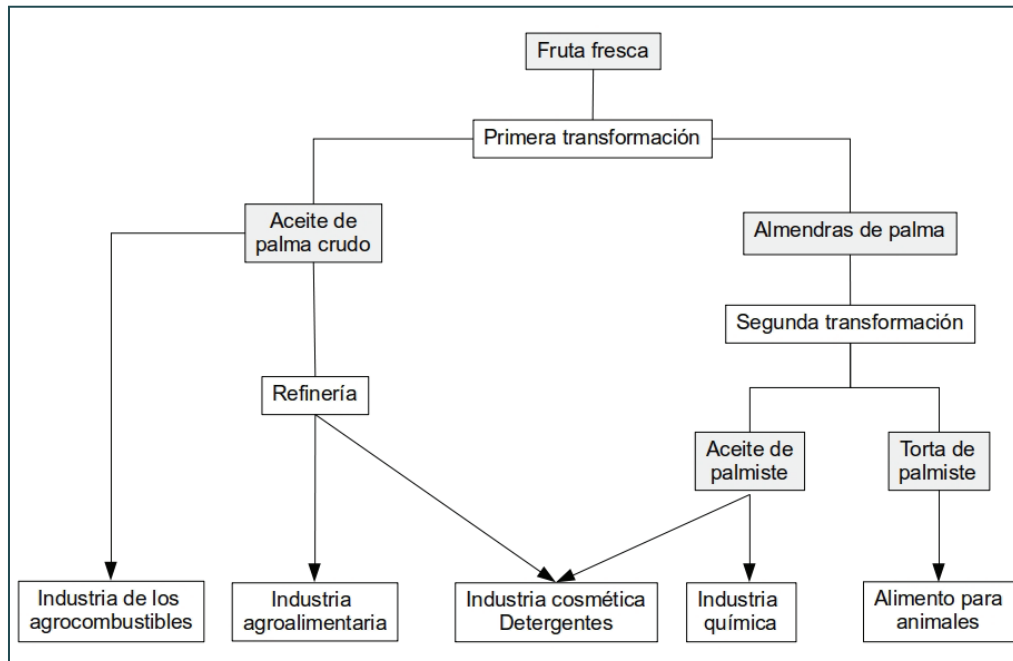 Fruta fresca
Primera transformación
Aceite de
palma crudo
Almendras de palma
Segunda transformación
Refinería
Aceite de
palmiste
Torta de
palmiste
Industria de los
agrocombustibles
Industria
agroalimentaria
Industria cosmética
Detergentes
Industria
química
Alimento para
animales